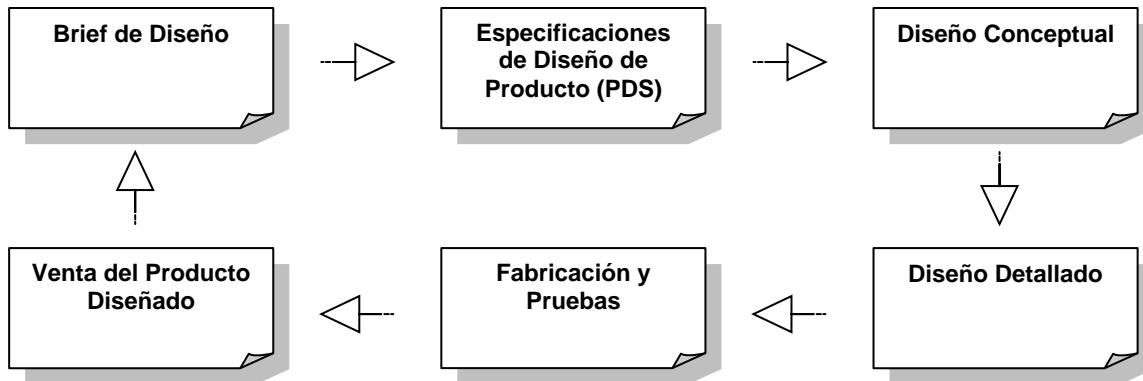 Brief de Diseño
Especificaciones
de Diseño de
Producto (PDS)
Diseño Conceptual
Venta del Producto
Diseñado
Fabricación y
Pruebas
Diseño Detallado